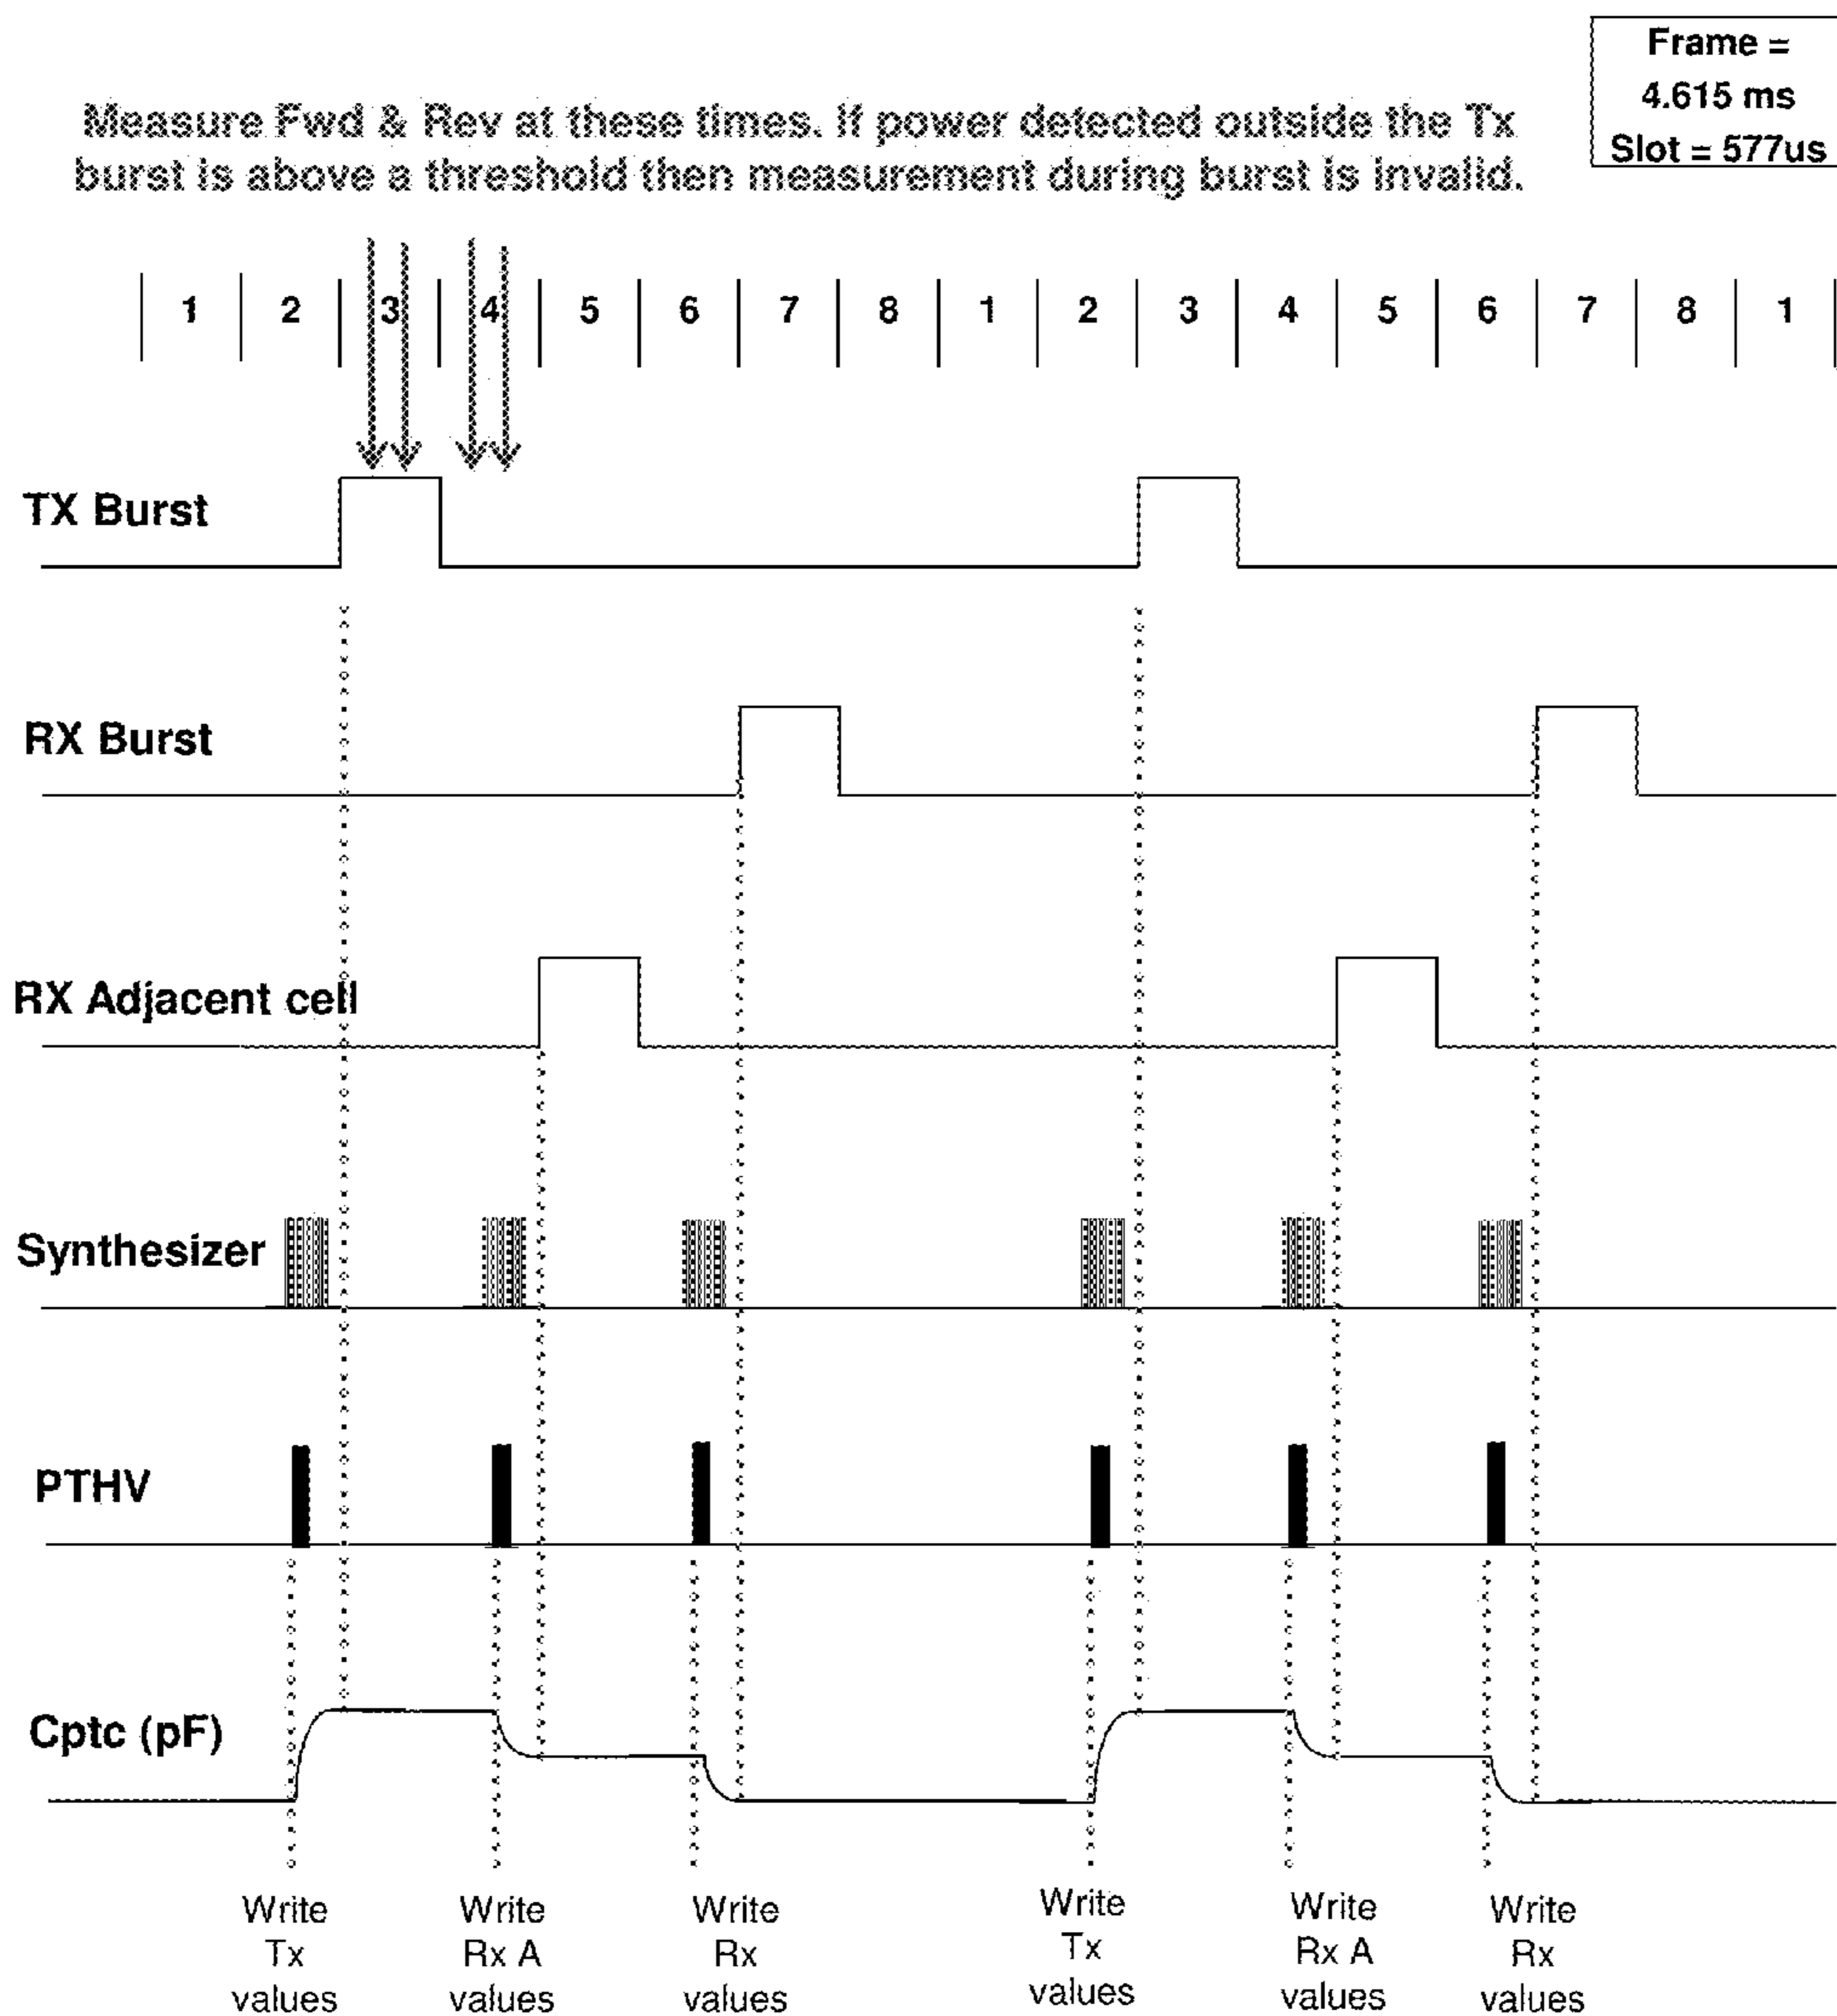 Frame =
4.615 ms
Slot = 577us
Measure Fwd & Rev at these times. If power detected outside the Tx
burst is above a threshold then measurement during burst is invalid.
1 2 3 4 5 6 7 8 1 2 3 4 5 6 7 8 1
TX Burst
RX Burst
RX Adjacent cell
Synthesizer
PTHV
Cptc (pF)
Write
Tx
values
Write
Rx A
values
Write
Rx
values
Write
Tx
values
Write
Rx A
values
Write
Rx
values